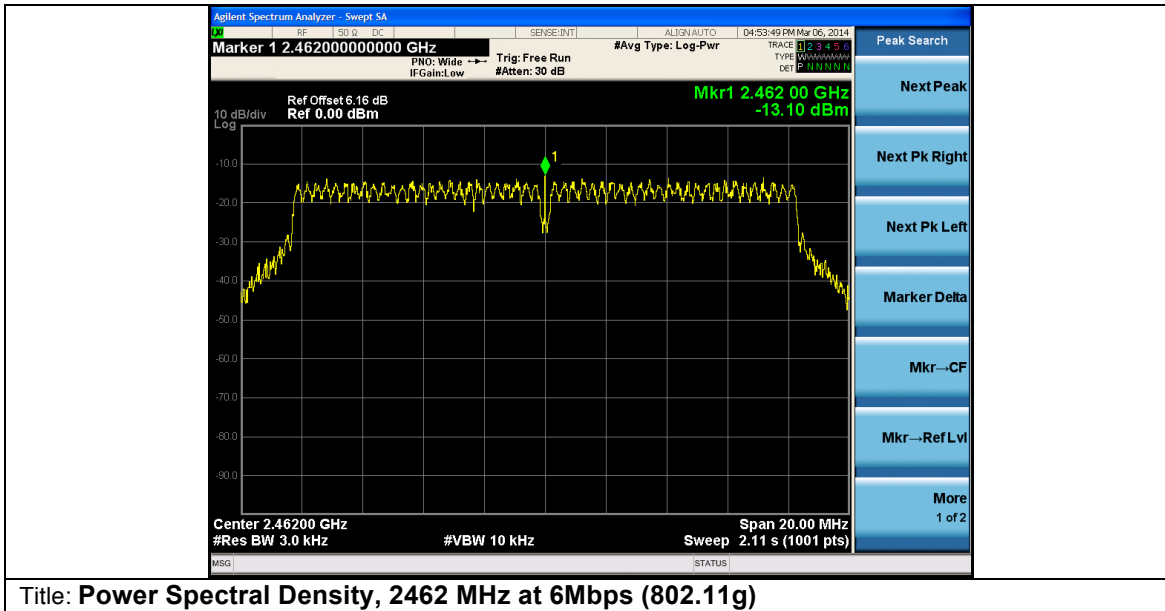 Agilent Spectrum Analyzer - Swept SA
LXI RF 50 Ω DC SENSE:INT ALIGN AUTO 04:53:49 PM Mar 06, 2014
Marker 1 2.462000000000 GHz
PNO: Wide
IFGain:Low
Trig: Free Run
#Atten: 30 dB
#Avg Type: Log-Pwr
TRACE 1 2 3 4 5 6
TYPE WWWWWW
DET P N N N N N
Mkr1 2.462 00 GHz
-13.10 dBm
Ref Offset 6.16 dB
10 dB/div Ref 0.00 dBm
Log
1
-10.0
-20.0
-30.0
-40.0
-50.0
-60.0
-70.0
-80.0
-90.0
Center 2.46200 GHz Span 20.00 MHz
#Res BW 3.0 kHz #VBW 10 kHz Sweep 2.11 s (1001 pts)
MSG STATUS
Peak Search
Next Peak
Next Pk Right
Next Pk Left
Marker Delta
Mkr→CF
Mkr→Ref Lvl
More
1 of 2
Title: Power Spectral Density, 2462 MHz at 6Mbps (802.11g)